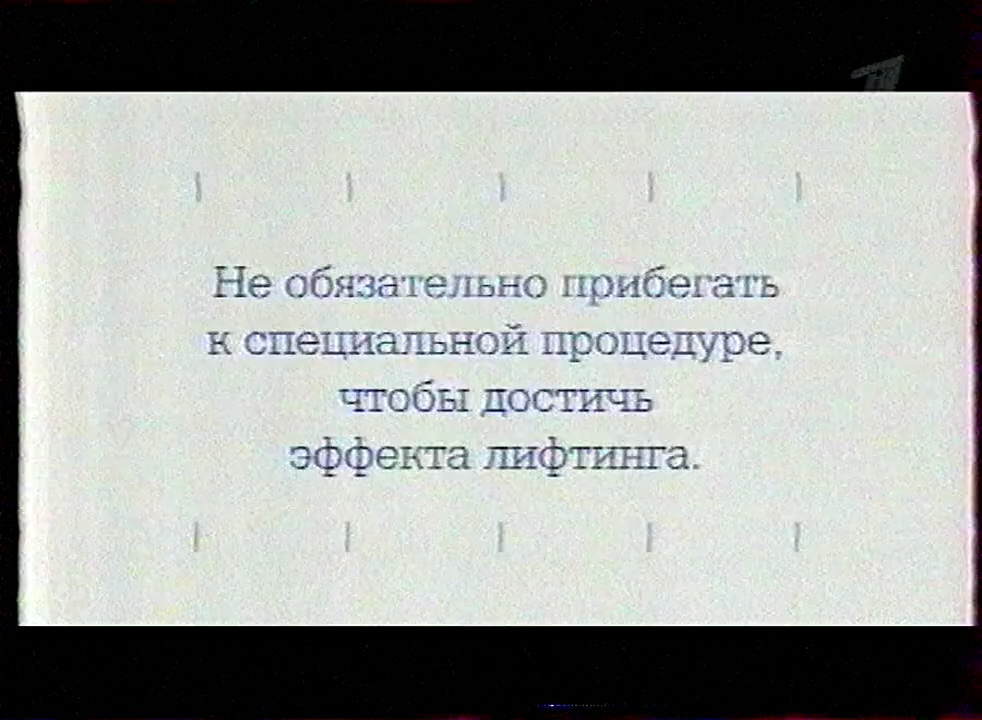 Не обязательно прибегать
к специальной процедуре,
чтобы достичь
эффекта лифтинга.